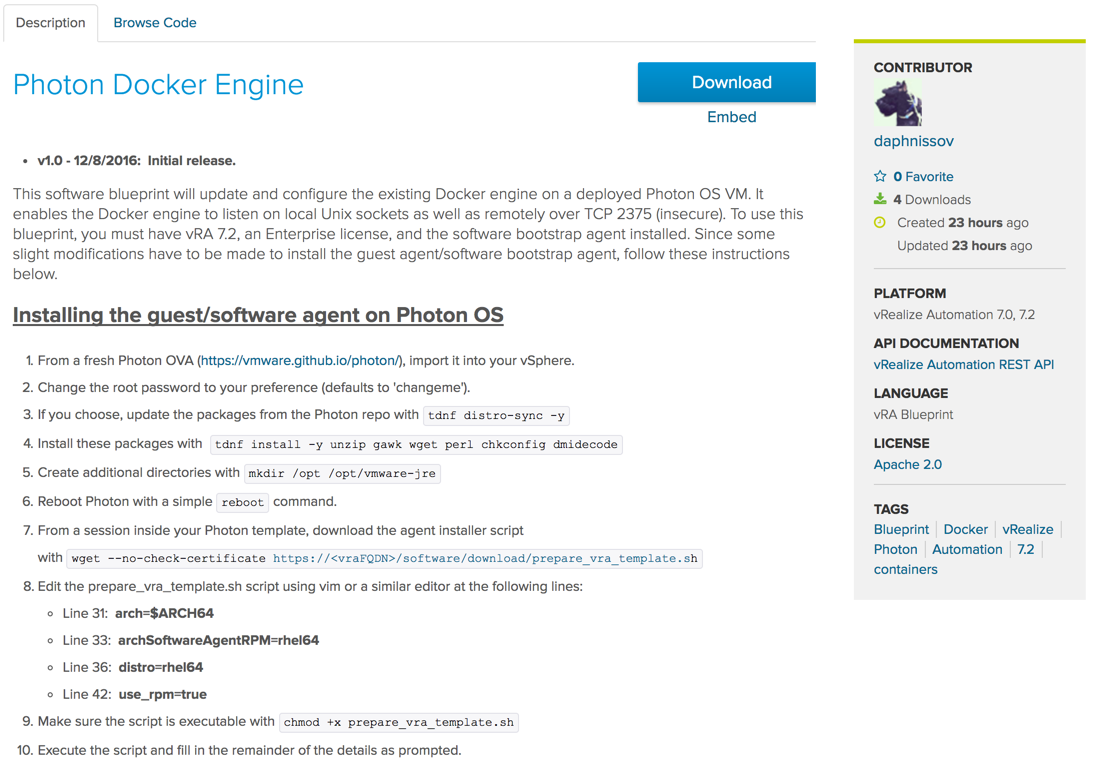 Description
Browse Code
Photon Docker Engine
Download
Embed
• v1.0 - 12/8/2016: Initial release.
This software blueprint will update and configure the existing Docker engine on a deployed Photon OS VM. It
enables the Docker engine to listen on local Unix sockets as well as remotely over TCP 2375 (insecure). To use this
blueprint, you must have vRA 7.2, an Enterprise license, and the software bootstrap agent installed. Since some
slight modifications have to be made to install the guest agent/software bootstrap agent, follow these instructions
below.
Installing the guest/software agent on Photon OS
1. From a fresh Photon OVA (https://vmware.github.io/photon/), import it into your vSphere.
2. Change the root password to your preference (defaults to 'changeme').
3. If you choose, update the packages from the Photon repo with tdnf distro-sync -y
4. Install these packages with tdnf install -y unzip gawk wget perl chkconfig dmidecode
5. Create additional directories with mkdir /opt /opt/vmware-jre
6. Reboot Photon with a simple reboot command.
7. From a session inside your Photon template, download the agent installer script
with wget --no-check-certificate https://<vraFQDN>/software/download/prepare_vra_template.sh
8. Edit the prepare_vra_template.sh script using vim or a similar editor at the following lines:
Line 31: arch=$ARCH64
Line 33: archSoftwareAgentRPM=rhel64
Line 36: distro=rhel64
Line 42: use_rpm=true
9. Make sure the script is executable with chmod +x prepare_vra_template.sh
10. Execute the script and fill in the remainder of the details as prompted.
CONTRIBUTOR
daphnissov
0 Favorite
4 Downloads
Created 23 hours ago
Updated 23 hours ago
PLATFORM
vRealize Automation 7.0, 7.2
API DOCUMENTATION
vRealize Automation REST API
LANGUAGE
vRA Blueprint
LICENSE
Apache 2.0
TAGS
Blueprint Docker vRealize
Photon Automation 7.2
containers